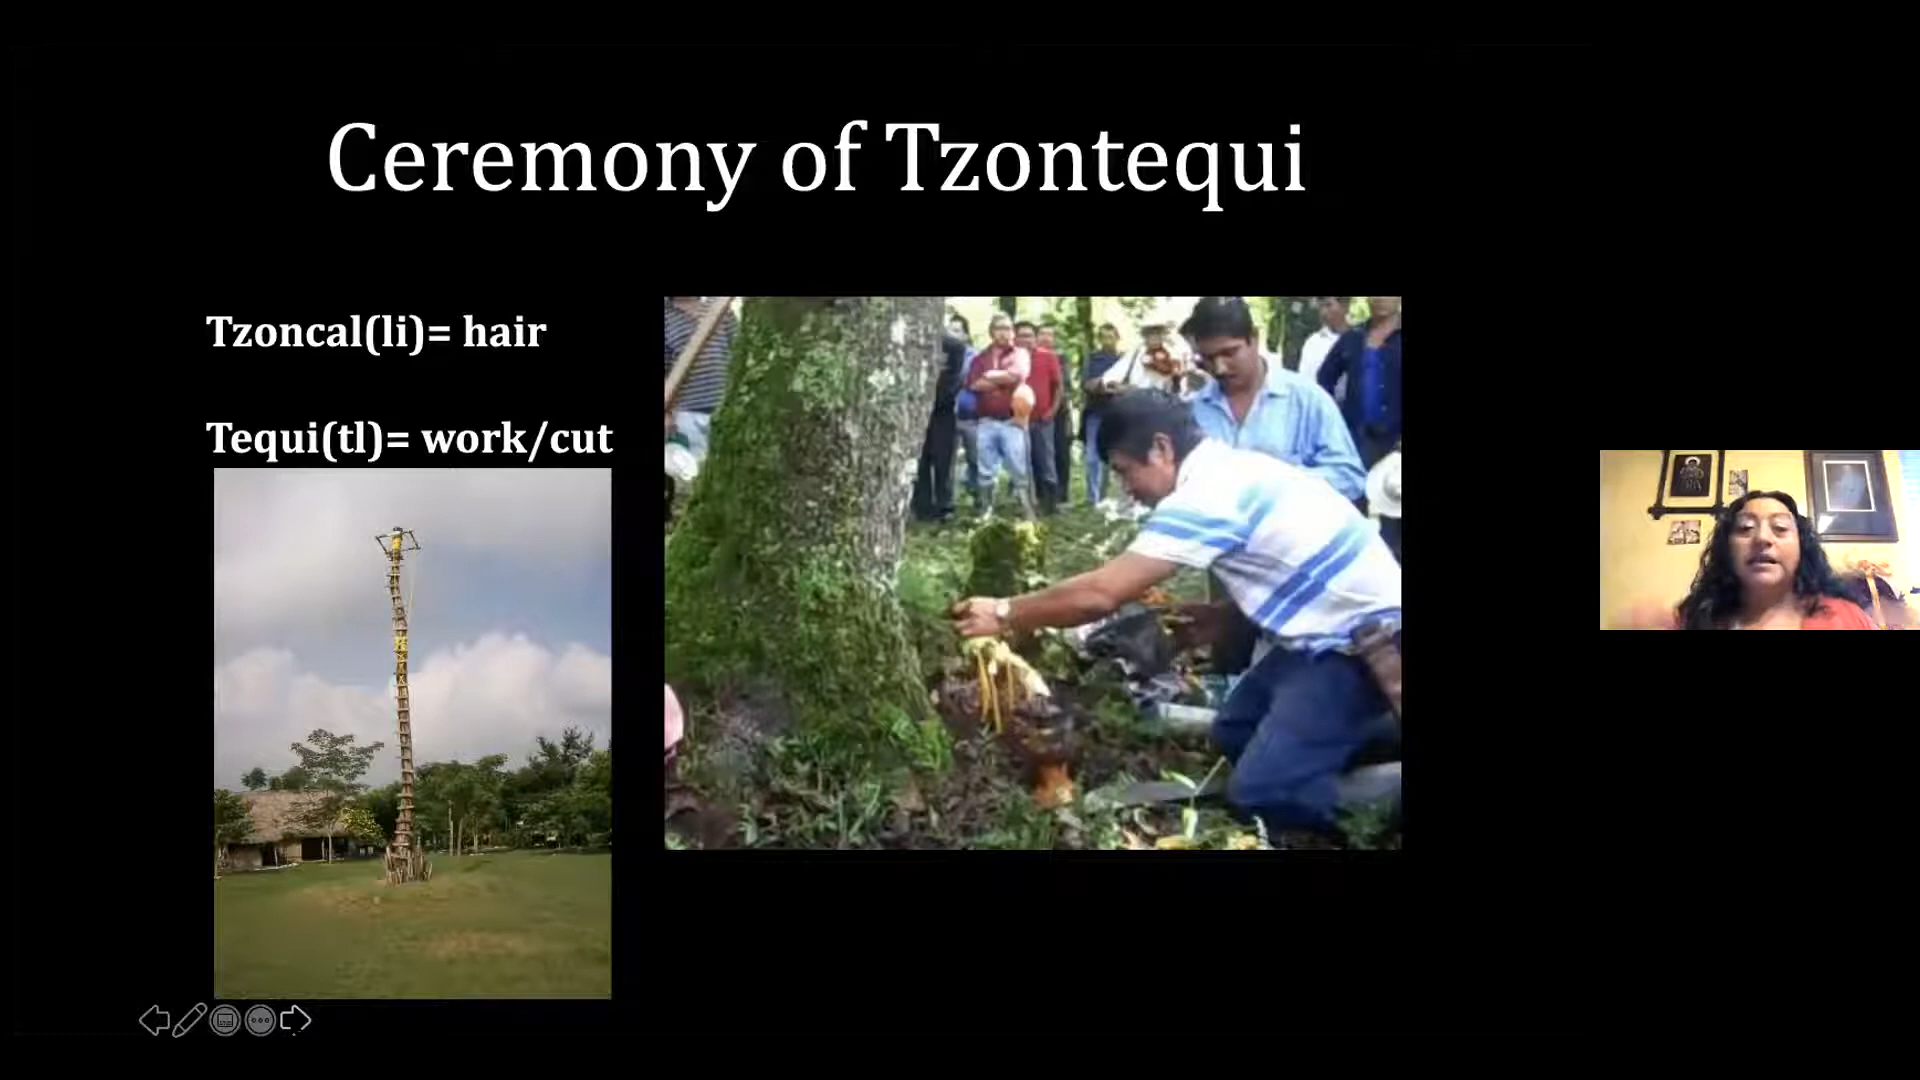 Ceremony of Tzontequi
Tzoncal(li)= hair
Tequi(tl)= work/cut